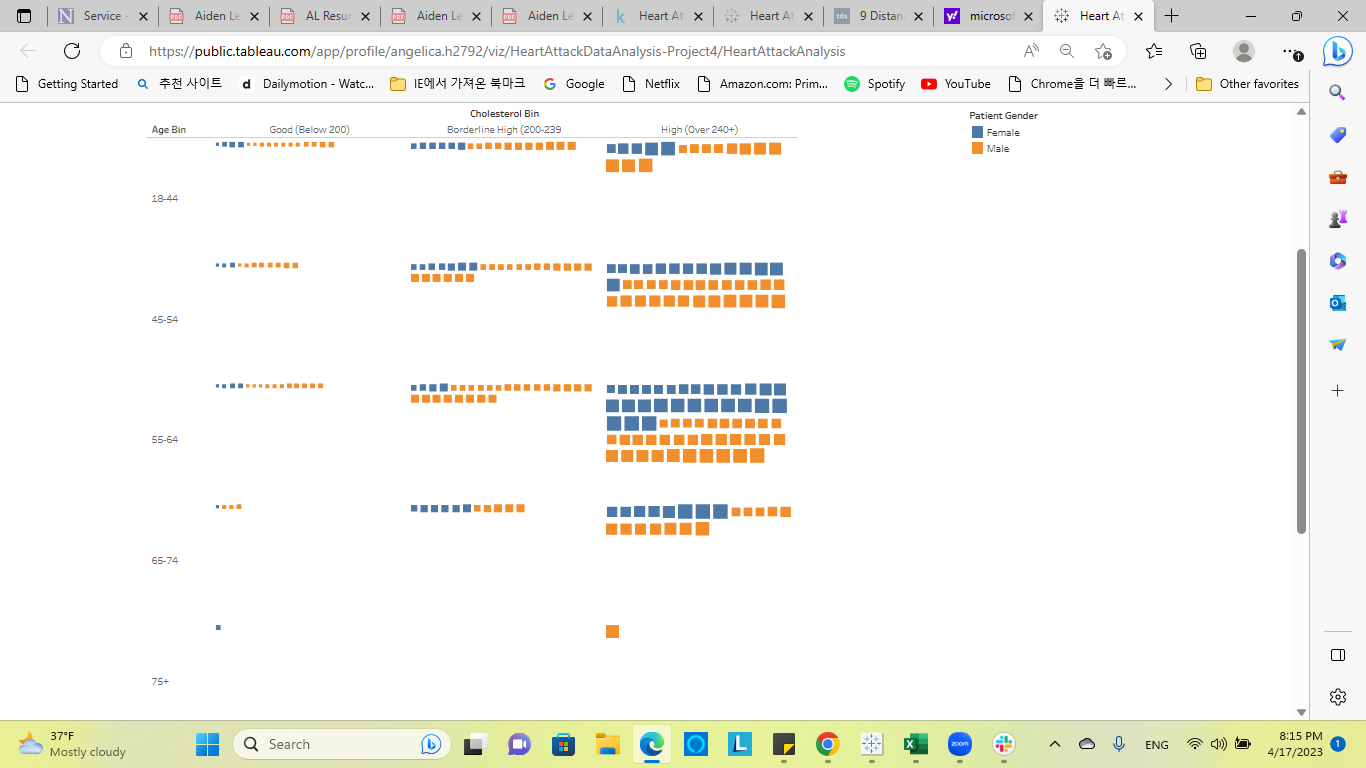 Service -
Aiden Le
AL Resur
Aiden Le
Aiden Le
Heart At
Heart At
tds 9 Distan
y! microsof
Heart At
https://public.tableau.com/app/profile/angelica.h2792/viz/HeartAttackDataAnalysis-Project4/HeartAttackAnalysis
Getting Started
추천 사이트
d Dailymotion - Watc...
IE에서 가져온 북마크
Google
Netflix
Amazon.com: Prim...
Spotify
YouTube
Chrome을 더 빠르...
Other favorites
Cholesterol Bin
Age Bin Good (Below 200) Borderline High (200-239 High (Over 240+)
Patient Gender
Female
Male
18-44
45-54
55-64
65-74
75+
37°F
Mostly cloudy
Search
L
zoom
ENG
8:15 PM
4/17/2023
1